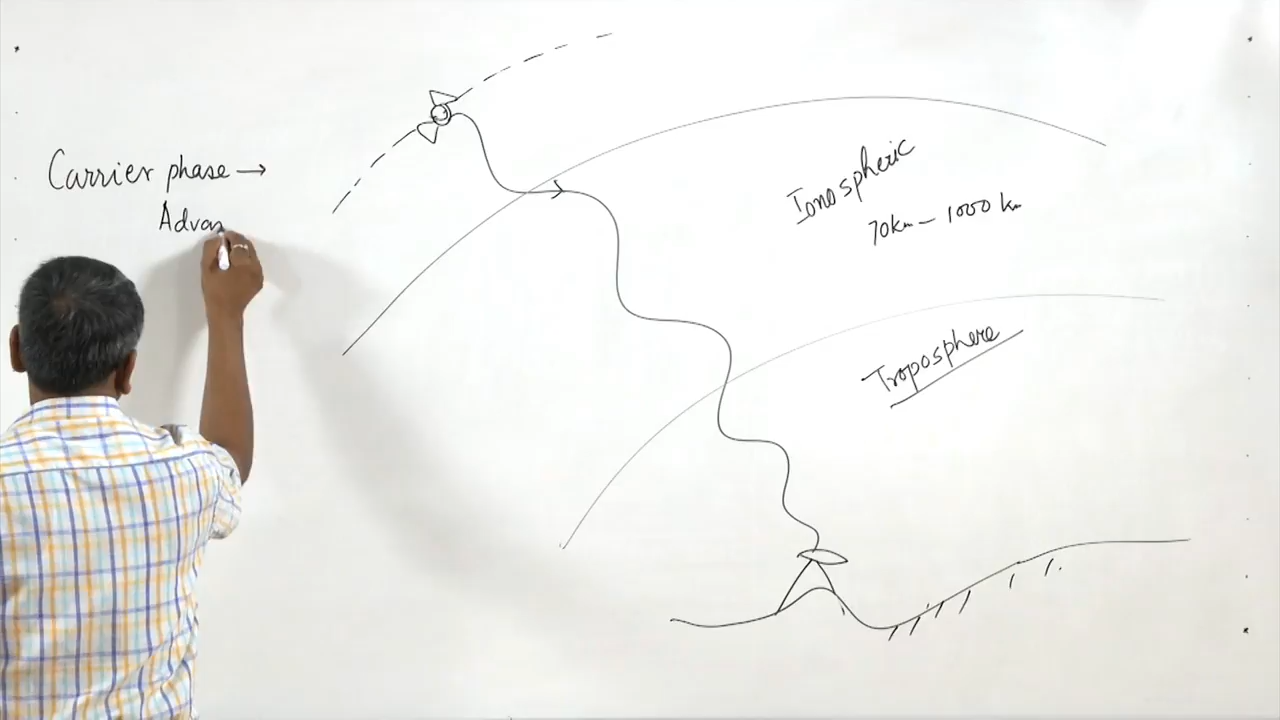 Carrier phase →
Advan
Ionospheric
70km – 1000 km
Troposphere